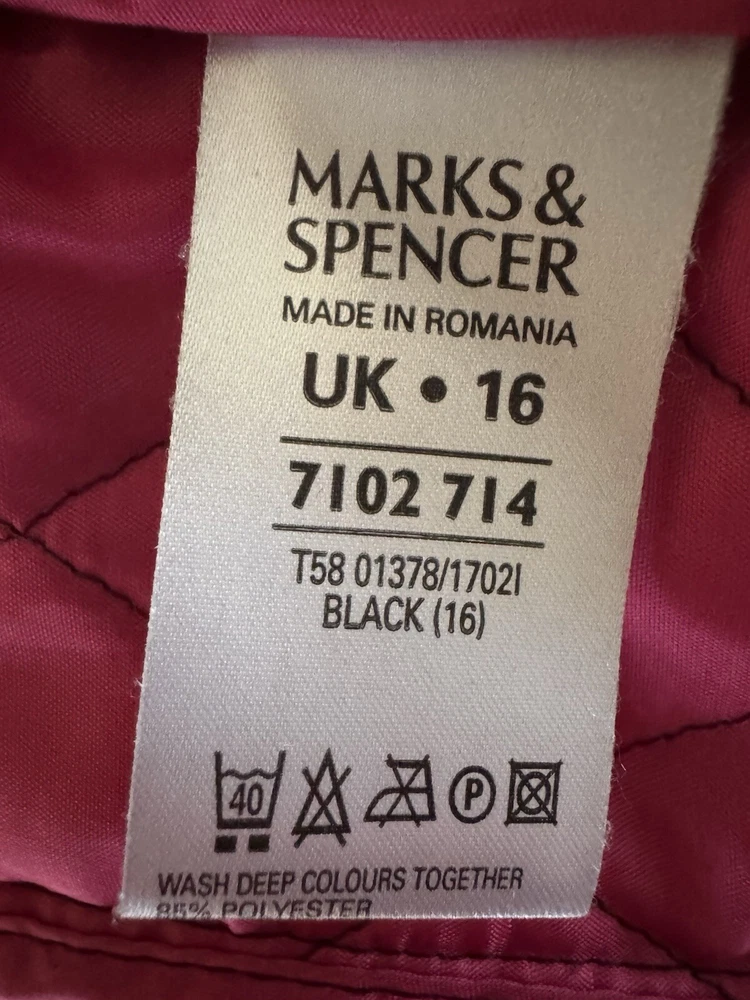 MARKS &
SPENCER
MADE IN ROMANIA
UK • 16
7102 714
T58 01378/1702I
BLACK (16)
40
P
WASH DEEP COLOURS TOGETHER
85% POLYESTER